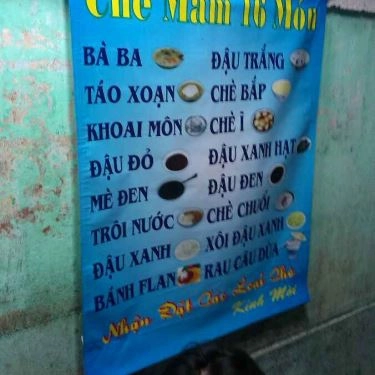 Chè Mâm 16 Món
BÀ BA ĐẬU TRẮNG
TÁO XOẠN CHÈ BẮP
KHOAI MÔN CHÈ Ỉ
ĐẬU ĐỎ ĐẬU XANH HẠT
MÈ ĐEN ĐẬU ĐEN
TRÔI NƯỚC CHÈ CHUỐI
ĐẬU XANH XÔI ĐẬU XANH
BÁNH FLAN RAU CÂU DỪA
Nhận Đặt Các Loại Chè
Kính Mời